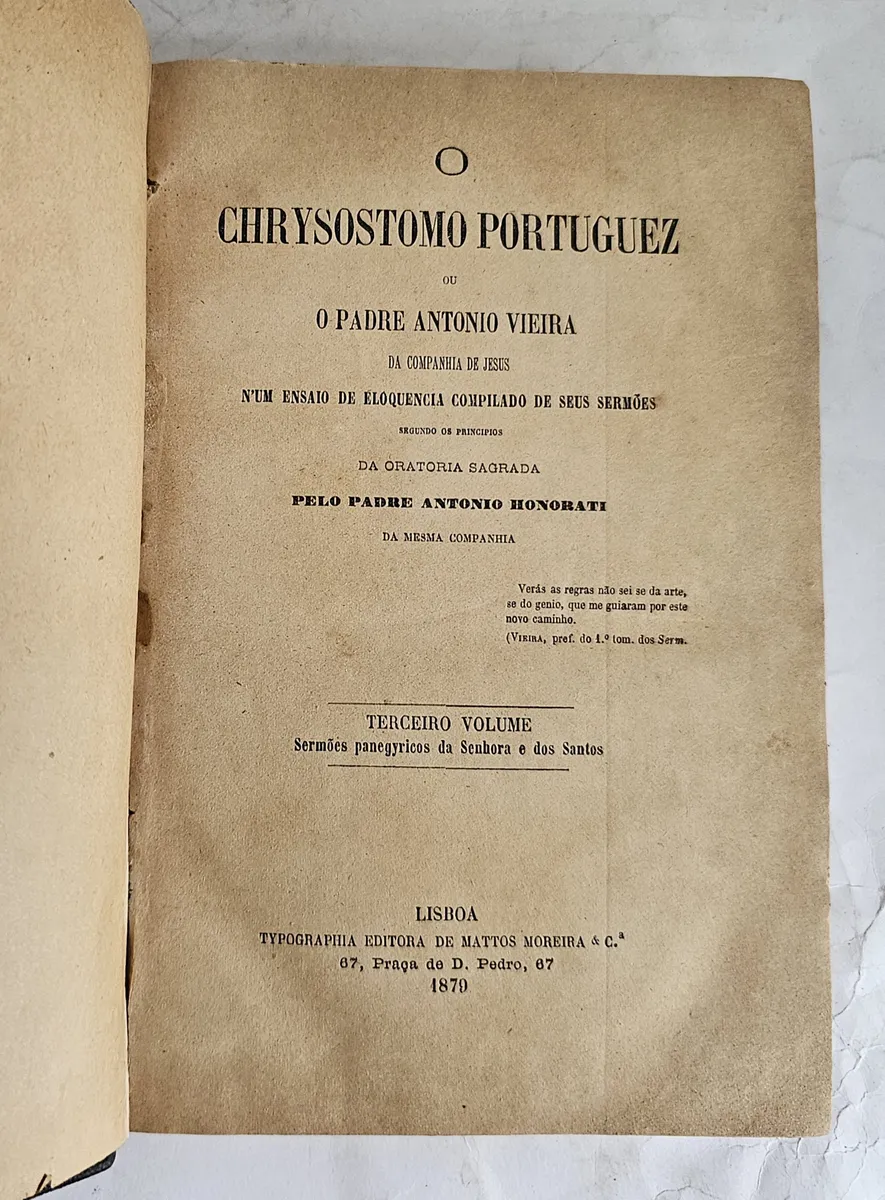 O
CHRYSOSTOMO PORTUGUEZ
OU
O PADRE ANTONIO VIEIRA
DA COMPANHIA DE JESUS
N'UM ENSAIO DE ELOQUENCIA COMPILADO DE SEUS SERMÕES
SEGUNDO OS PRINCIPIOS
DA ORATORIA SAGRADA
PELO PADRE ANTONIO HONORATI
DA MESMA COMPANHIA
Verás as regras não sei se da arte,
se do genio, que me guiaram por este
novo caminho.
(VIEIRA, pref. do 1.º tom. dos Serm.
TERCEIRO VOLUME
Sermões panegyricos da Senhora e dos Santos
LISBOA
TYPOGRAPHIA EDITORA DE MATTOS MOREIRA & C.ª
67, Praça de D. Pedro, 67
1879